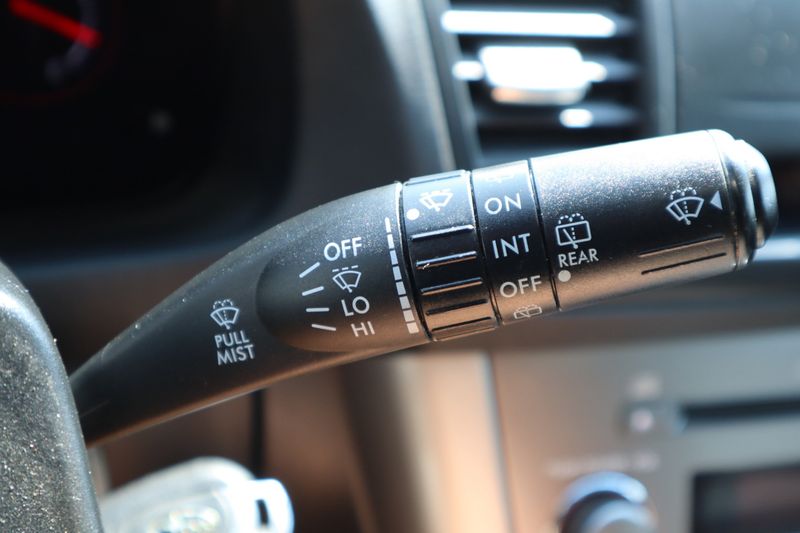 PULL
MIST
OFF
LO
HI
ON
INT
OFF
REAR